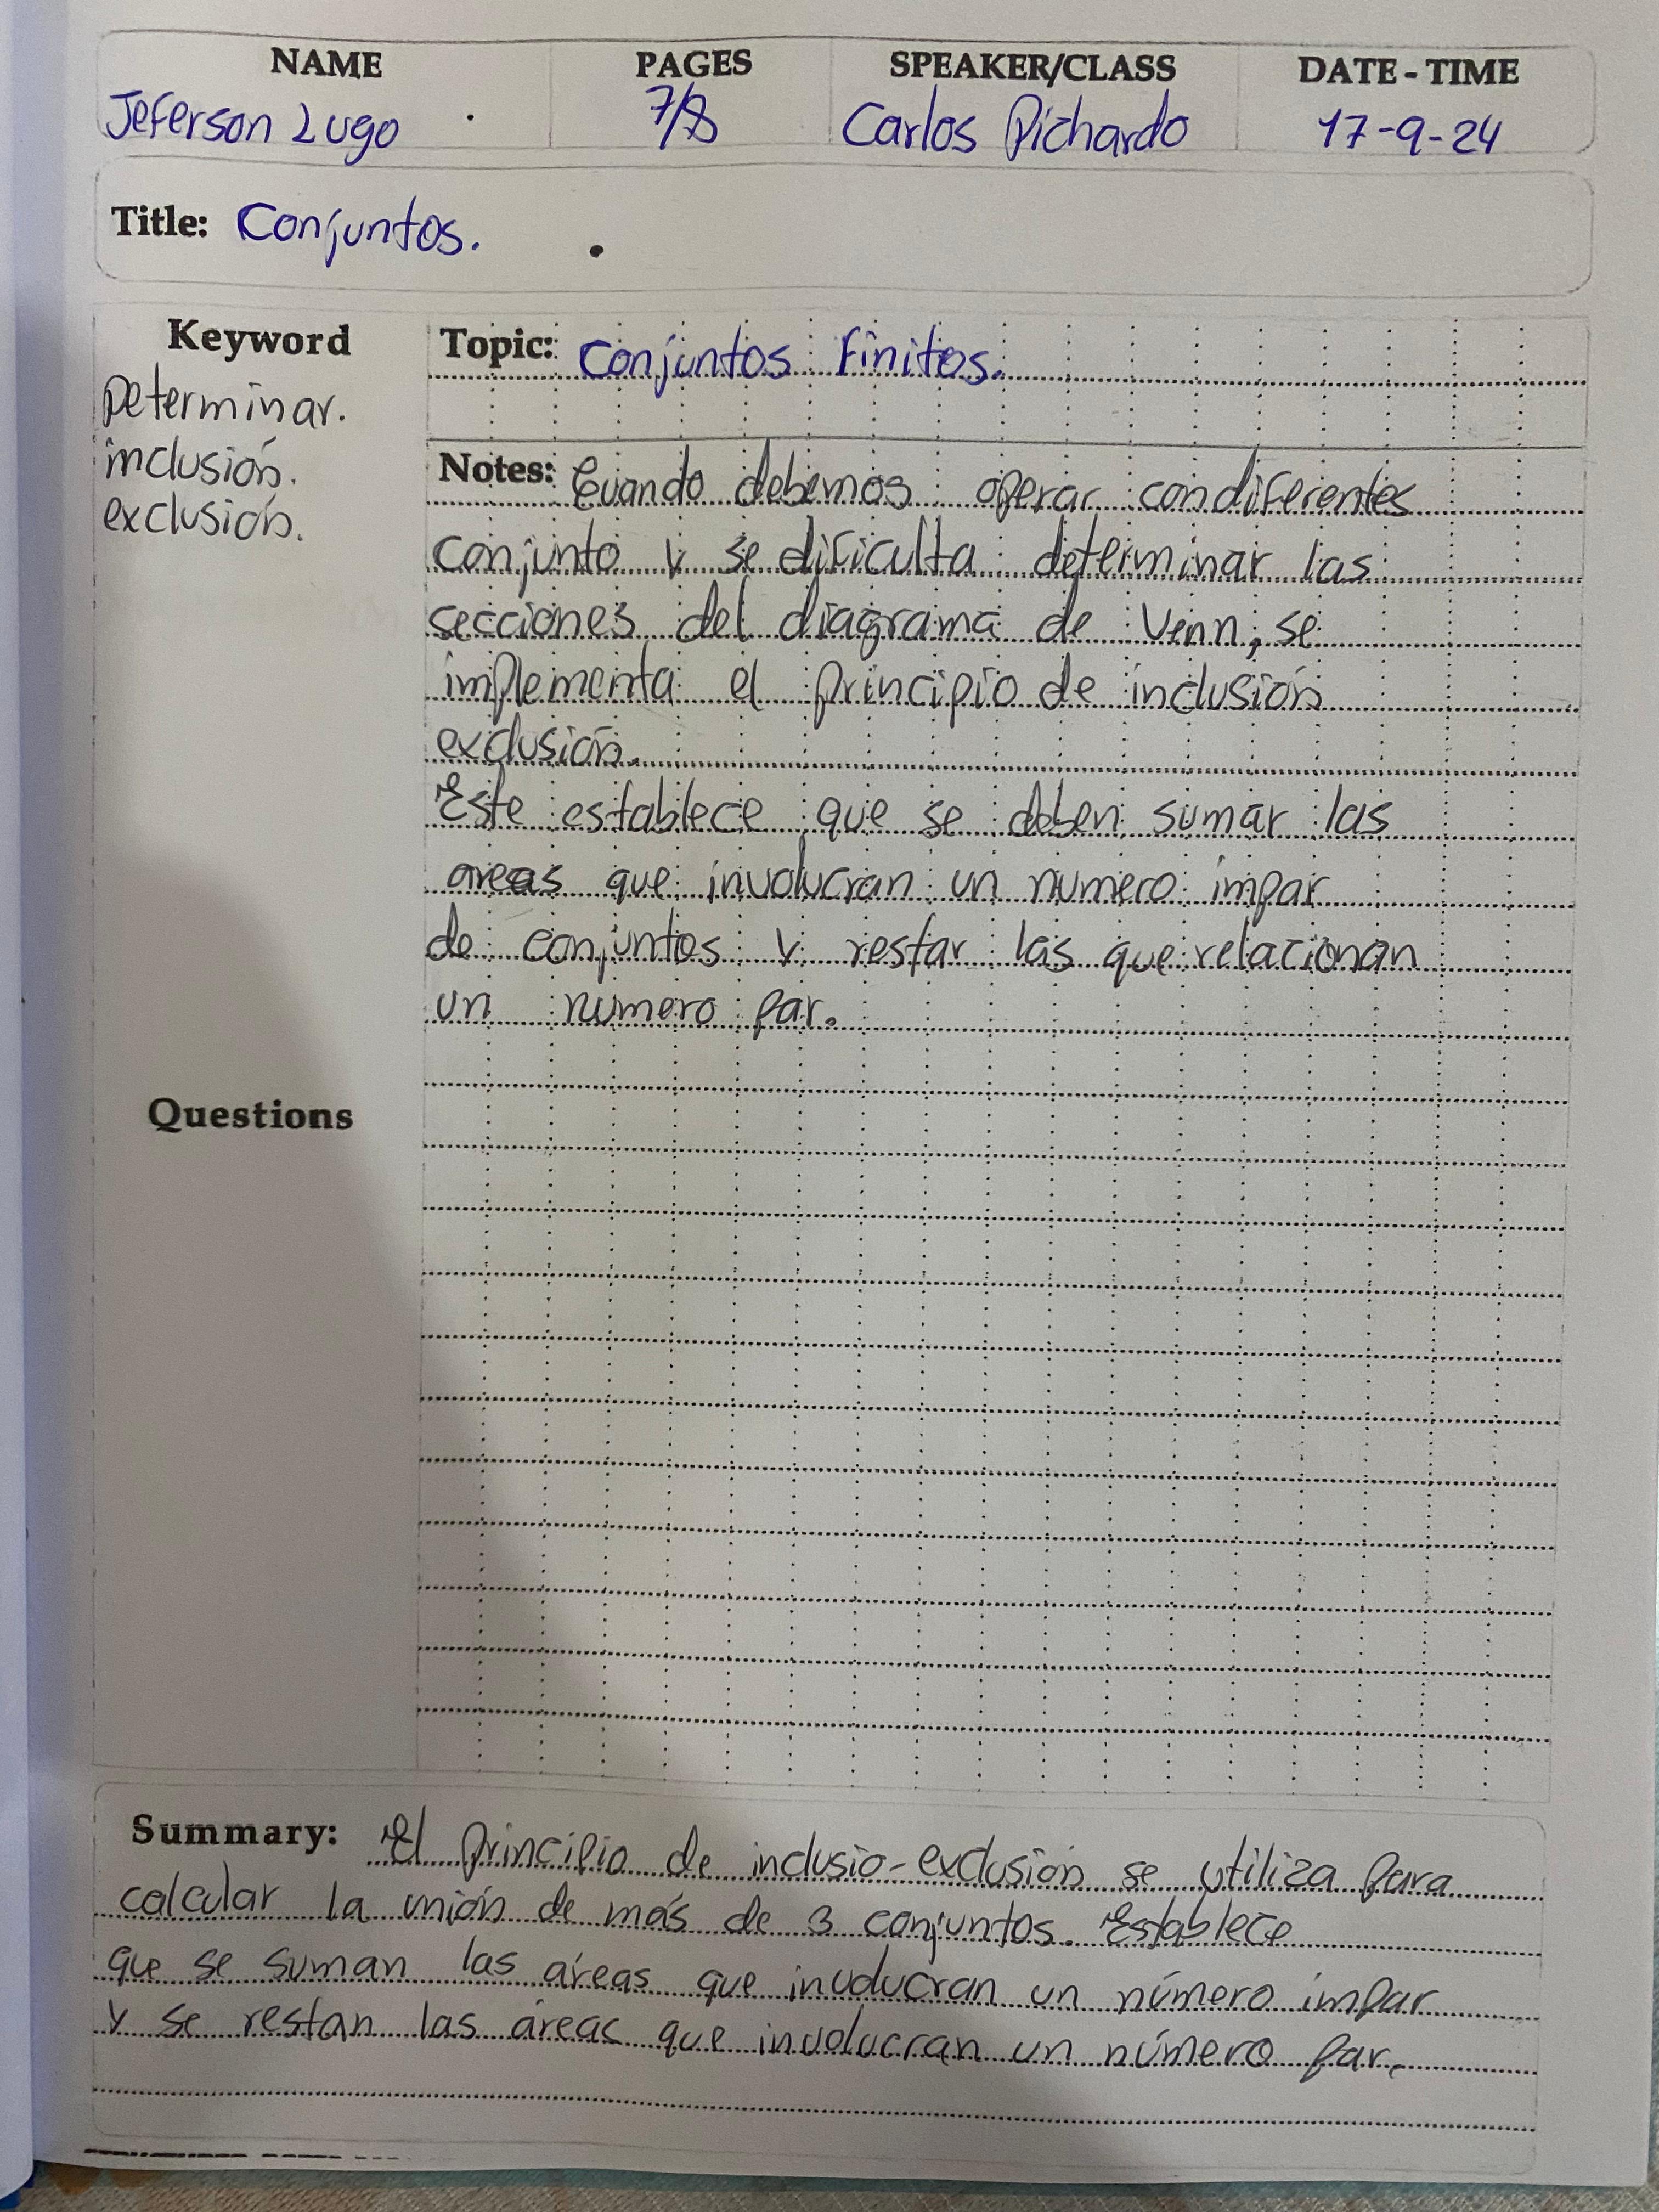 NAME PAGES SPEAKER/CLASS DATE - TIME
Jeferson Lugo 7/8 Carlos Pichardo 17-9-24
Title: Conjuntos.
Keyword
Determinar.
inclusión.
exclusión.
Topic: Conjuntos finitos.
Notes: Cuando debemos operar con diferentes
conjunto y se dificulta determinar las
secciones del diagrama de Venn, se
implementa el principio de inclusión
exclusión.
Este establece que se deben sumar las
areas que involucran un numero impar
de conjuntos y restar las que relacionan
un numero par.
Questions
Summary: El principio de inclusio-exclusión se utiliza para
calcular la unión de más de 3 conjuntos. Establece
que se suman las áreas que involucran un número impar
y se restan las áreas que involucran un número par.